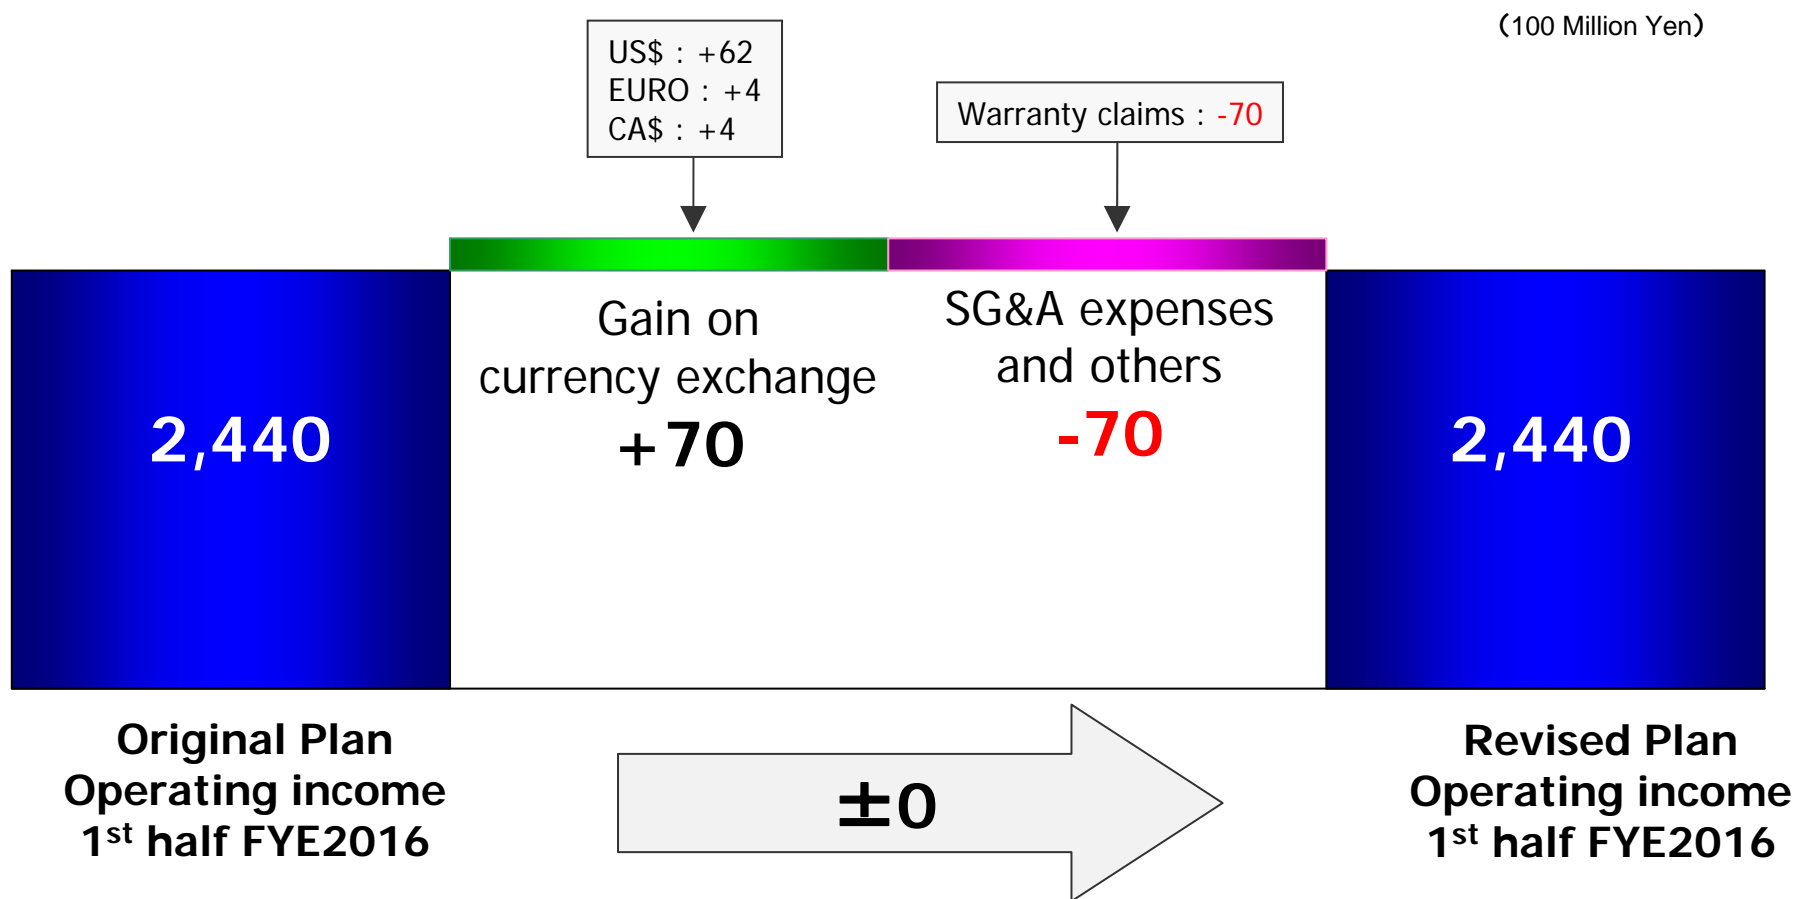 （100 Million Yen）
US$ : +62
EURO : +4
CA$ : +4
Warranty claims : -70
Gain on
currency exchange
+70
SG&A expenses
and others
-70
2,440
2,440
Original Plan
Operating income
1st half FYE2016
±0
Revised Plan
Operating income
1st half FYE2016